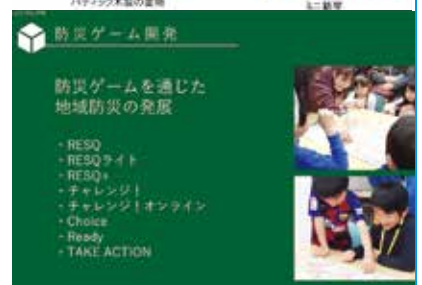 防災ゲーム開発
防災ゲームを通じた
地域防災の発展
・RESQ
・RESQライト
・RESQ+
・チャレンジ!
・チャレンジ!オンライン
・Choice
・Ready
・TAKE ACTION